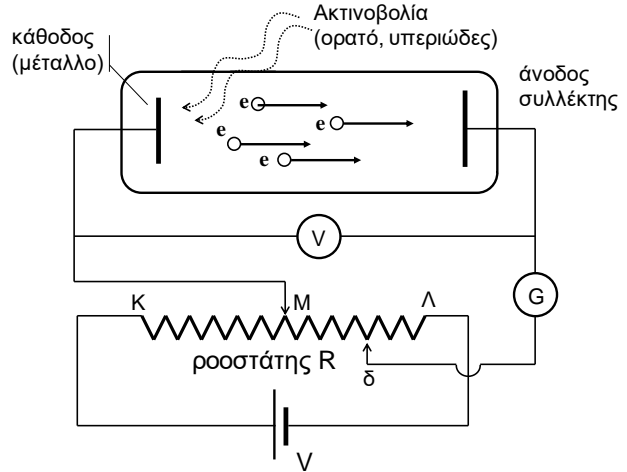 Ακτινοβολία
(ορατό, υπεριώδες)
κάθοδος
(μέταλλο)
άνοδος
συλλέκτης
e
e
e
e
V
G
K
M
Λ
ροοστάτης R
δ
V